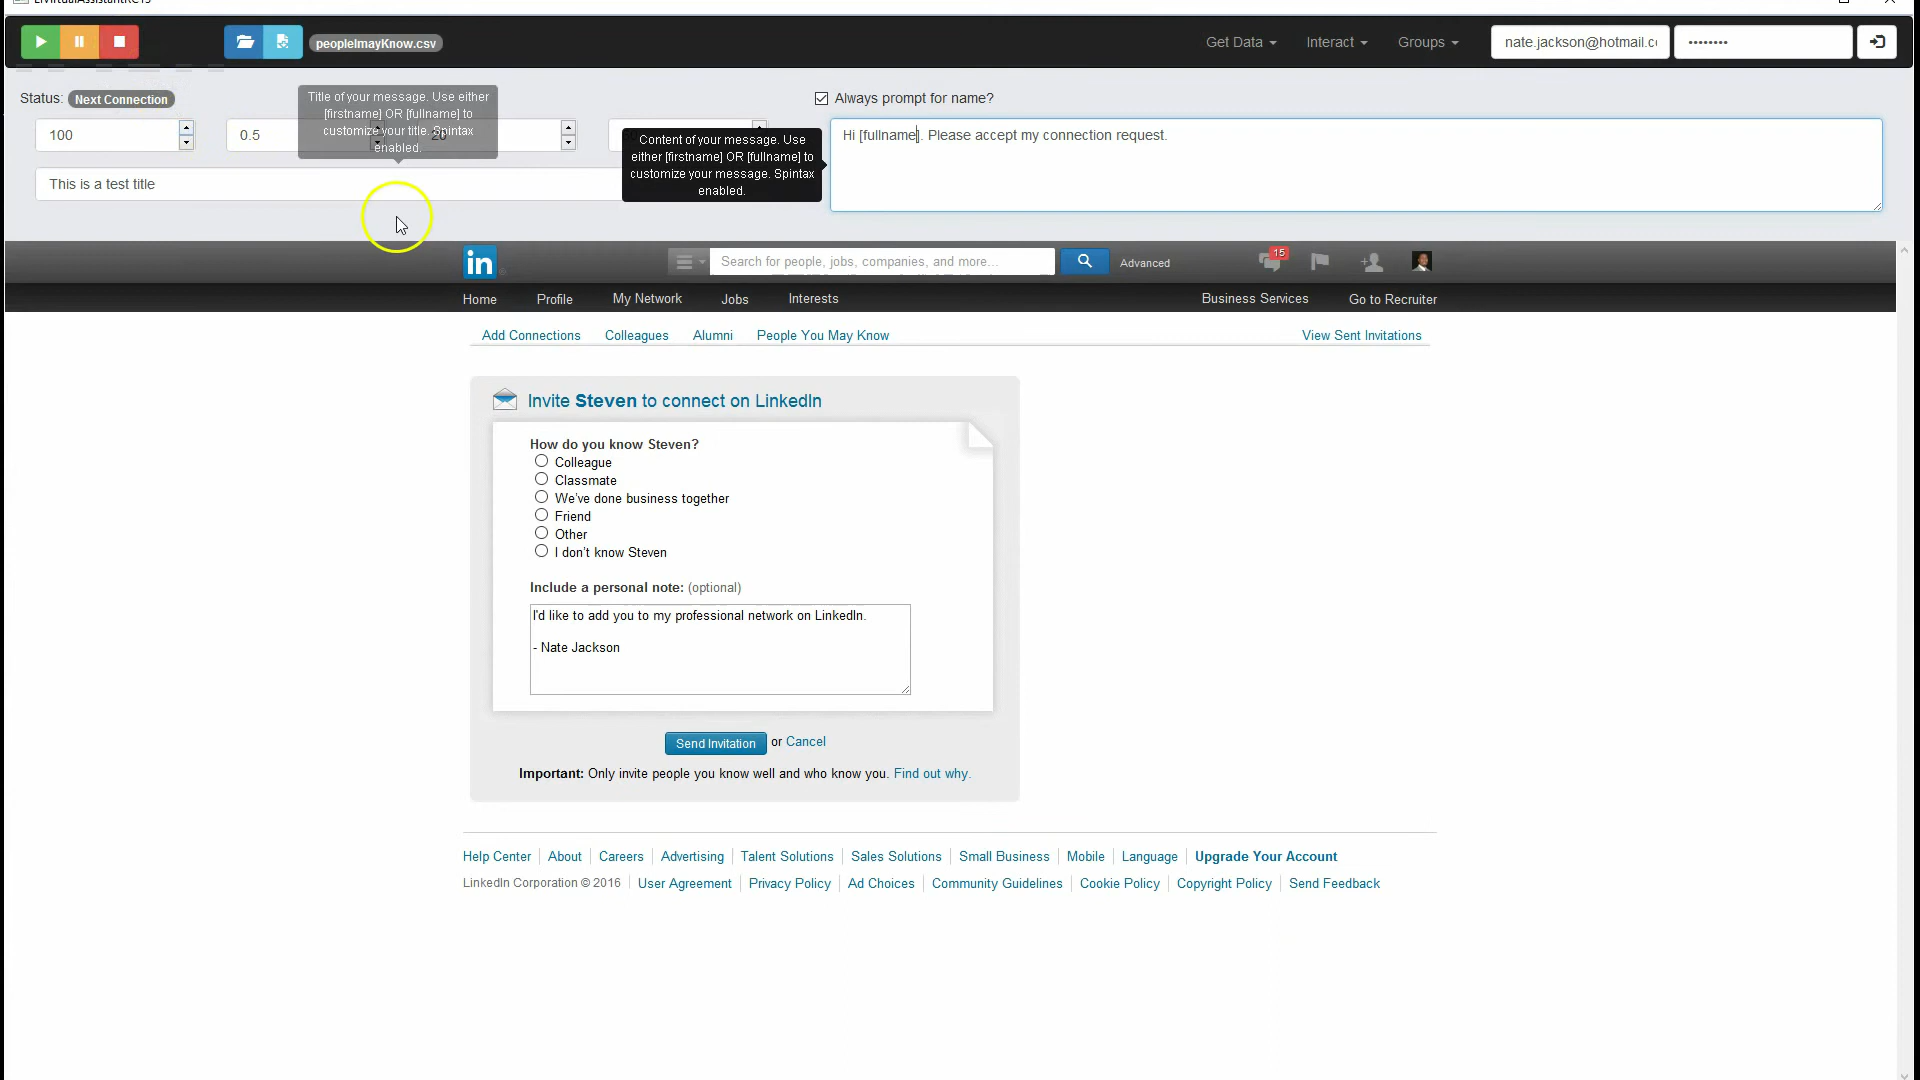 peopleImayKnow.csv
Get Data
Interact
Groups
nate.jackson@hotmail.c
••••••••
Status: Next Connection
Title of your message. Use either
[firstname] OR [fullname] to
customize your title. Spintax
enabled.
Always prompt for name?
100
0.5
20
Content of your message. Use
either [firstname] OR [fullname] to
customize your message. Spintax
enabled.
Hi [fullname]. Please accept my connection request.
This is a test title
in
Search for people, jobs, companies, and more...
Advanced
15
Home
Profile
My Network
Jobs
Interests
Business Services
Go to Recruiter
Add Connections
Colleagues
Alumni
People You May Know
View Sent Invitations
Invite Steven to connect on LinkedIn
How do you know Steven?
Colleague
Classmate
We've done business together
Friend
Other
I don't know Steven
Include a personal note: (optional)
I'd like to add you to my professional network on LinkedIn.
- Nate Jackson
Send Invitation or Cancel
Important: Only invite people you know well and who know you. Find out why.
Help Center
About
Careers
Advertising
Talent Solutions
Sales Solutions
Small Business
Mobile
Language
Upgrade Your Account
LinkedIn Corporation © 2016
User Agreement
Privacy Policy
Ad Choices
Community Guidelines
Cookie Policy
Copyright Policy
Send Feedback